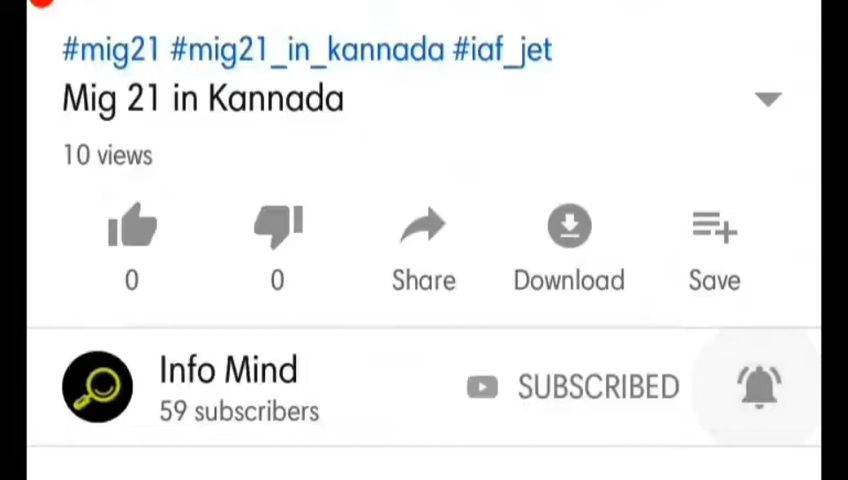 #mig21 #mig21_in_kannada #iaf_jet
Mig 21 in Kannada
10 views
0
0
Share
Download
Save
Info Mind
SUBSCRIBED
59 subscribers